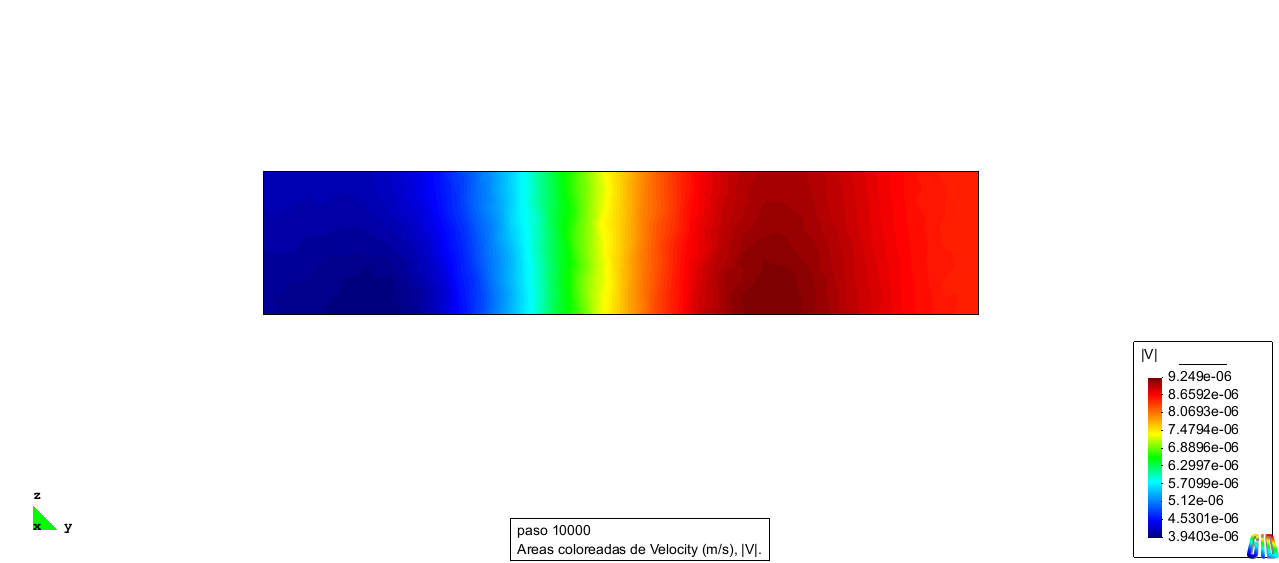 |V|
9.249e-06
8.6592e-06
8.0693e-06
7.4794e-06
6.8896e-06
6.2997e-06
5.7099e-06
5.12e-06
4.5301e-06
3.9403e-06
GiD
z
x y
paso 10000
Areas coloreadas de Velocity (m/s), |V|.